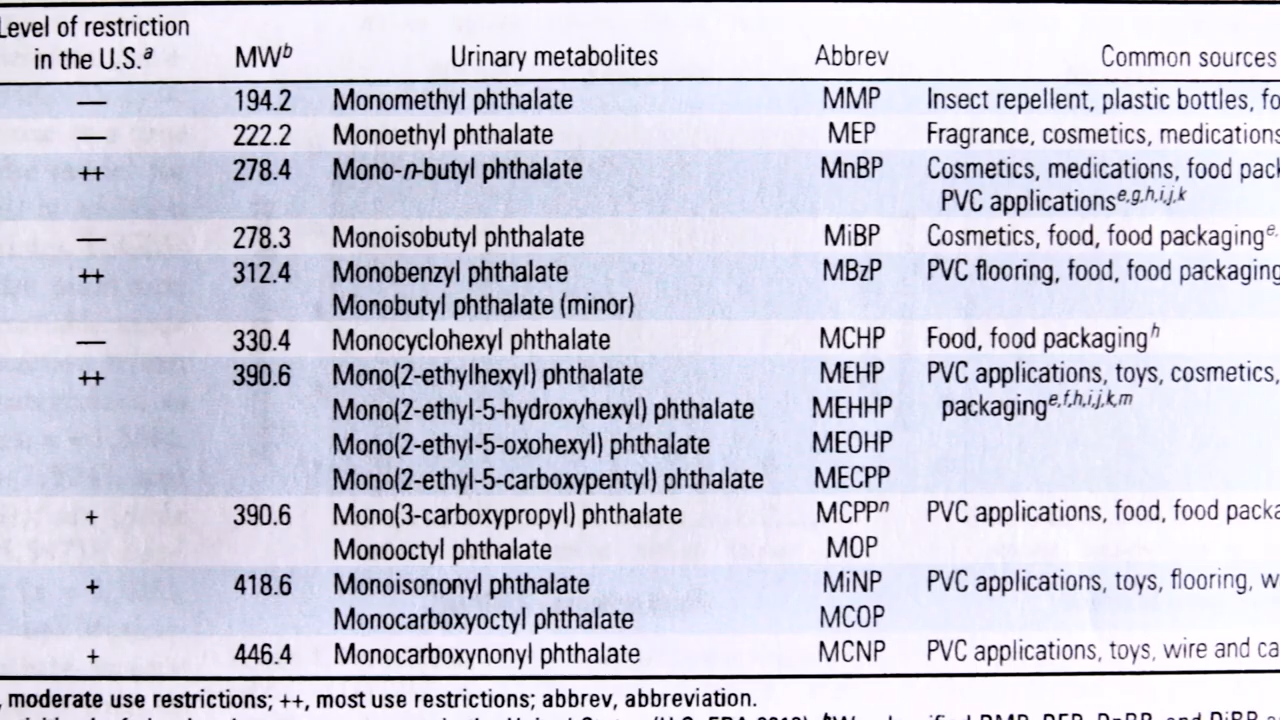 Level of restriction
in the U.S.a MWb Urinary metabolites Abbrev Common sources
— 194.2 Monomethyl phthalate MMP Insect repellent, plastic bottles, fo
— 222.2 Monoethyl phthalate MEP Fragrance, cosmetics, medications
++ 278.4 Mono-n-butyl phthalate MnBP Cosmetics, medications, food pack
PVC applicationse,g,h,i,j,k
— 278.3 Monoisobutyl phthalate MiBP Cosmetics, food, food packaginge,
++ 312.4 Monobenzyl phthalate MBzP PVC flooring, food, food packaging
Monobutyl phthalate (minor)
— 330.4 Monocyclohexyl phthalate MCHP Food, food packagingh
++ 390.6 Mono(2-ethylhexyl) phthalate MEHP PVC applications, toys, cosmetics,
Mono(2-ethyl-5-hydroxyhexyl) phthalate MEHHP packaginge,f,h,i,j,k,m
Mono(2-ethyl-5-oxohexyl) phthalate MEOHP
Mono(2-ethyl-5-carboxypentyl) phthalate MECPP
+ 390.6 Mono(3-carboxypropyl) phthalate MCPPn PVC applications, food, food packa
Monooctyl phthalate MOP
+ 418.6 Monoisononyl phthalate MiNP PVC applications, toys, flooring, w
Monocarboxyoctyl phthalate MCOP
+ 446.4 Monocarboxynonyl phthalate MCNP PVC applications, toys, wire and ca
, moderate use restrictions; ++, most use restrictions; abbrev, abbreviation.